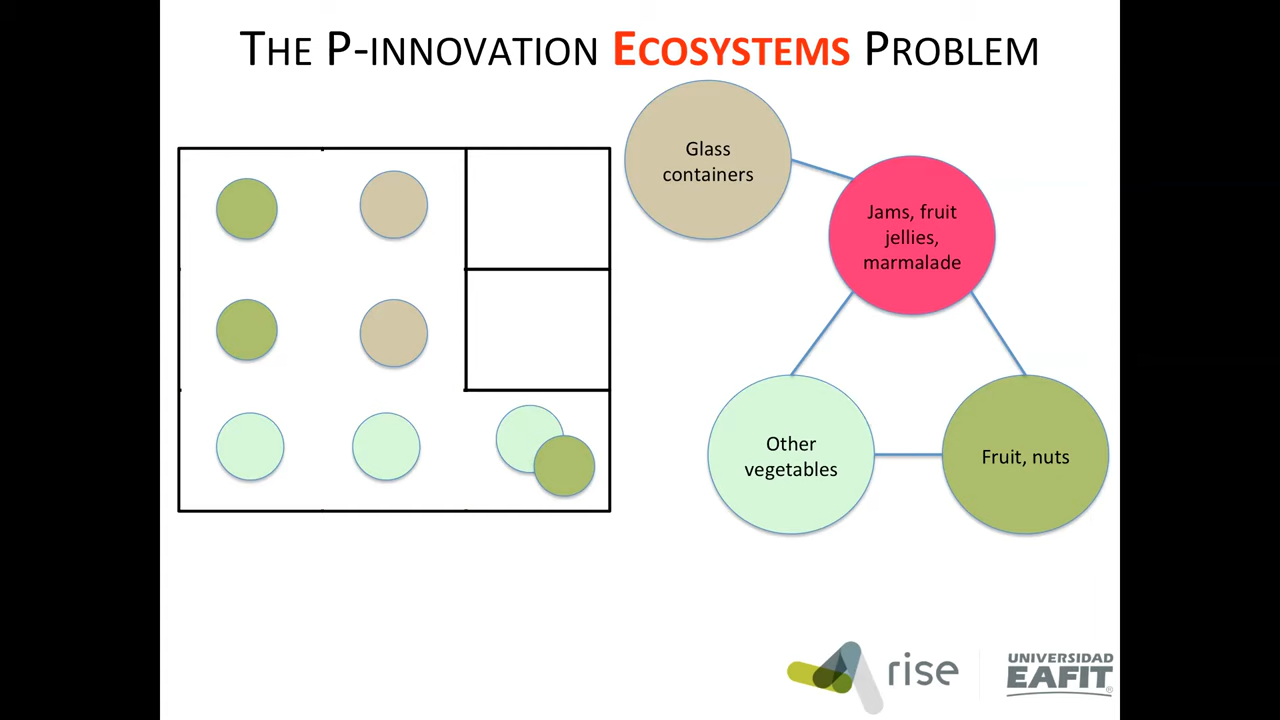 THE P-INNOVATION ECOSYSTEMS PROBLEM
Glass
containers
Jams, fruit
jellies,
marmalade
Other
vegetables
Fruit, nuts
rise
UNIVERSIDAD
EAFIT
®